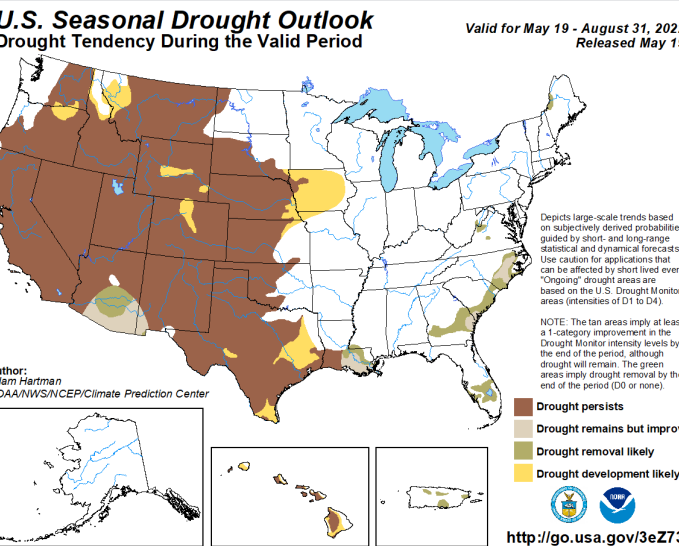 U.S. Seasonal Drought Outlook
Drought Tendency During the Valid Period
Valid for May 19 - August 31, 202
Released May 1
Depicts large-scale trends based
on subjectively derived probabilitie
guided by short- and long-range
statistical and dynamical forecasts
Use caution for applications that
can be affected by short lived even
"Ongoing" drought areas are
based on the U.S. Drought Monitor
areas (intensities of D1 to D4).
NOTE: The tan areas imply at leas
a 1-category improvement in the
Drought Monitor intensity levels by
the end of the period, although
drought will remain. The green
areas imply drought removal by the
end of the period (D0 or none).
uthor:
am Hartman
OAA/NWS/NCEP/Climate Prediction Center
Drought persists
Drought remains but improv
Drought removal likely
Drought development likely
NOAA
http://go.usa.gov/3eZ73